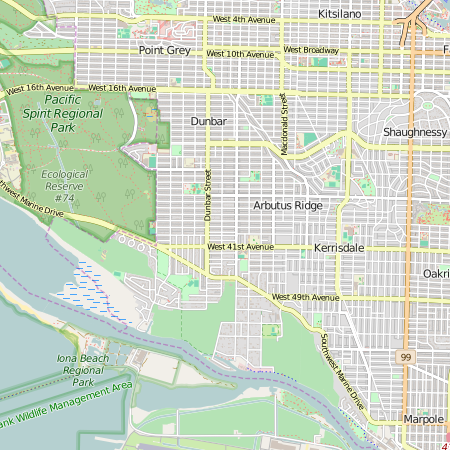 Kitsilano
West 4th Avenue
Point Grey
West Broadway
West 10th Avenue
West 16th Avenue
West 16th Avenue
Pacific
Spirit Regional
Park
Macdonald Street
Dunbar
Shaughnessy
Ecological
Reserve
#74
Dunbar Street
Southwest Marine Drive
Arbutus Ridge
West 41st Avenue
Kerrisdale
Oakri
West 49th Avenue
Southwest Marine Drive
99
Iona Beach
Regional
Park
ank Wildlife Management Area
Marpole